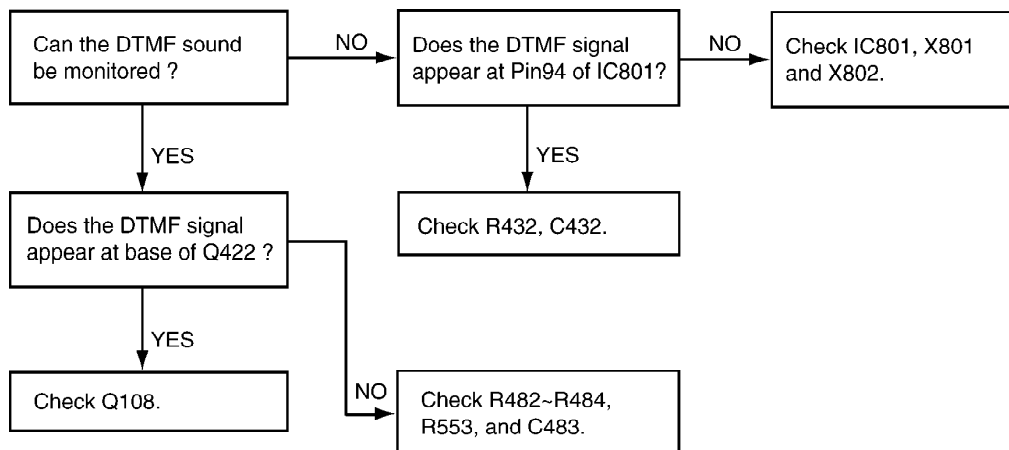 Can the DTMF sound
be monitored ?
NO
Does the DTMF signal
appear at Pin94 of IC801?
NO
Check IC801, X801
and X802.
YES
YES
Does the DTMF signal
appear at base of Q422 ?
Check R432, C432.
YES
NO
Check Q108.
Check R482~R484,
R553, and C483.